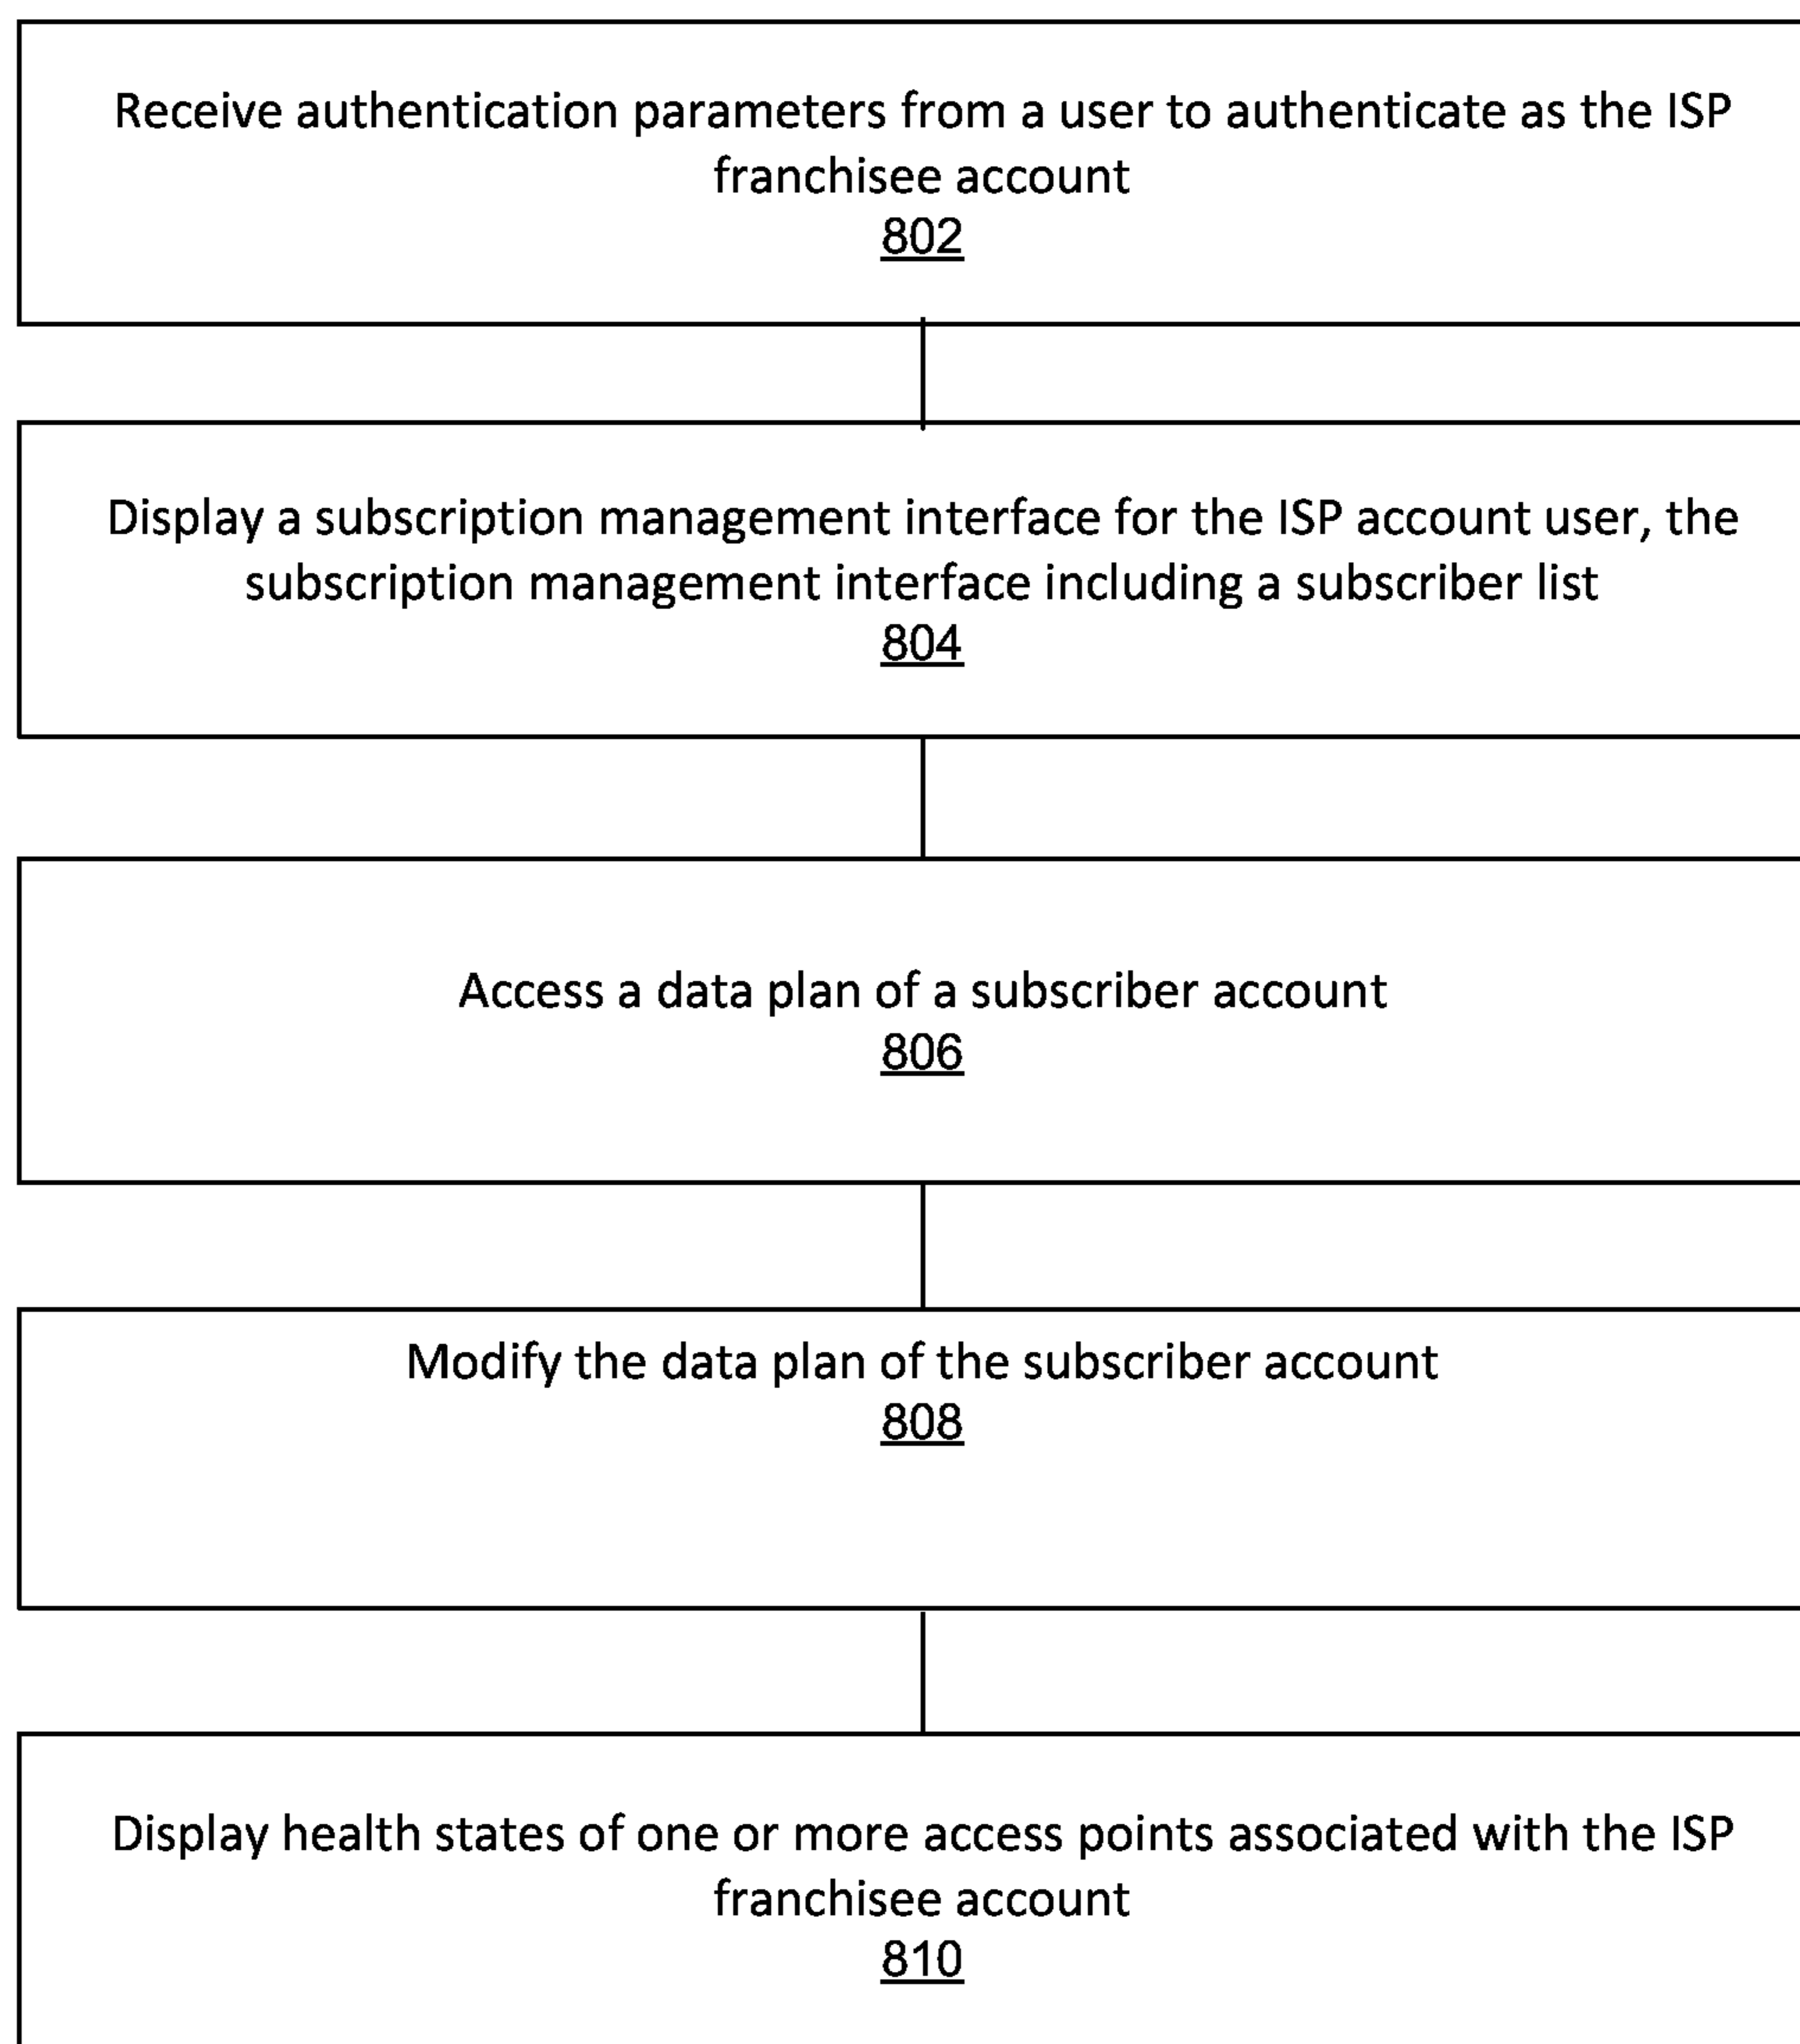 Receive authentication parameters from a user to authenticate as the ISP
franchisee account
802
Display a subscription management interface for the ISP account user, the
subscription management interface including a subscriber list
804
Access a data plan of a subscriber account
806
Modify the data plan of the subscriber account
808
Display health states of one or more access points associated with the ISP
franchisee account
810